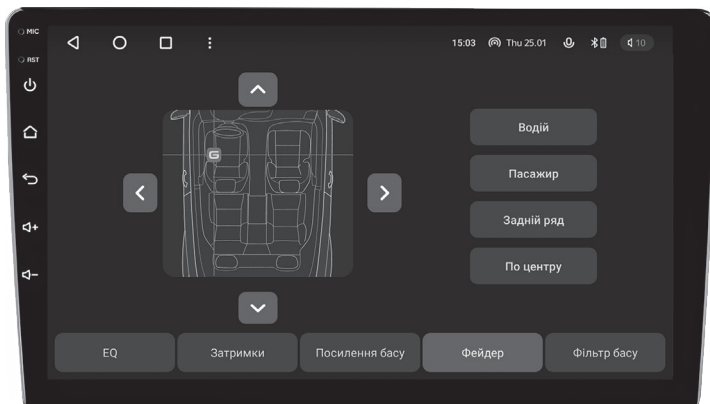 MIC
RST
15:03 Thu 25.01 10
Водій
Пасажир
Задній ряд
По центру
G
EQ Затримки Посилення басу Фейдер Фільтр басу